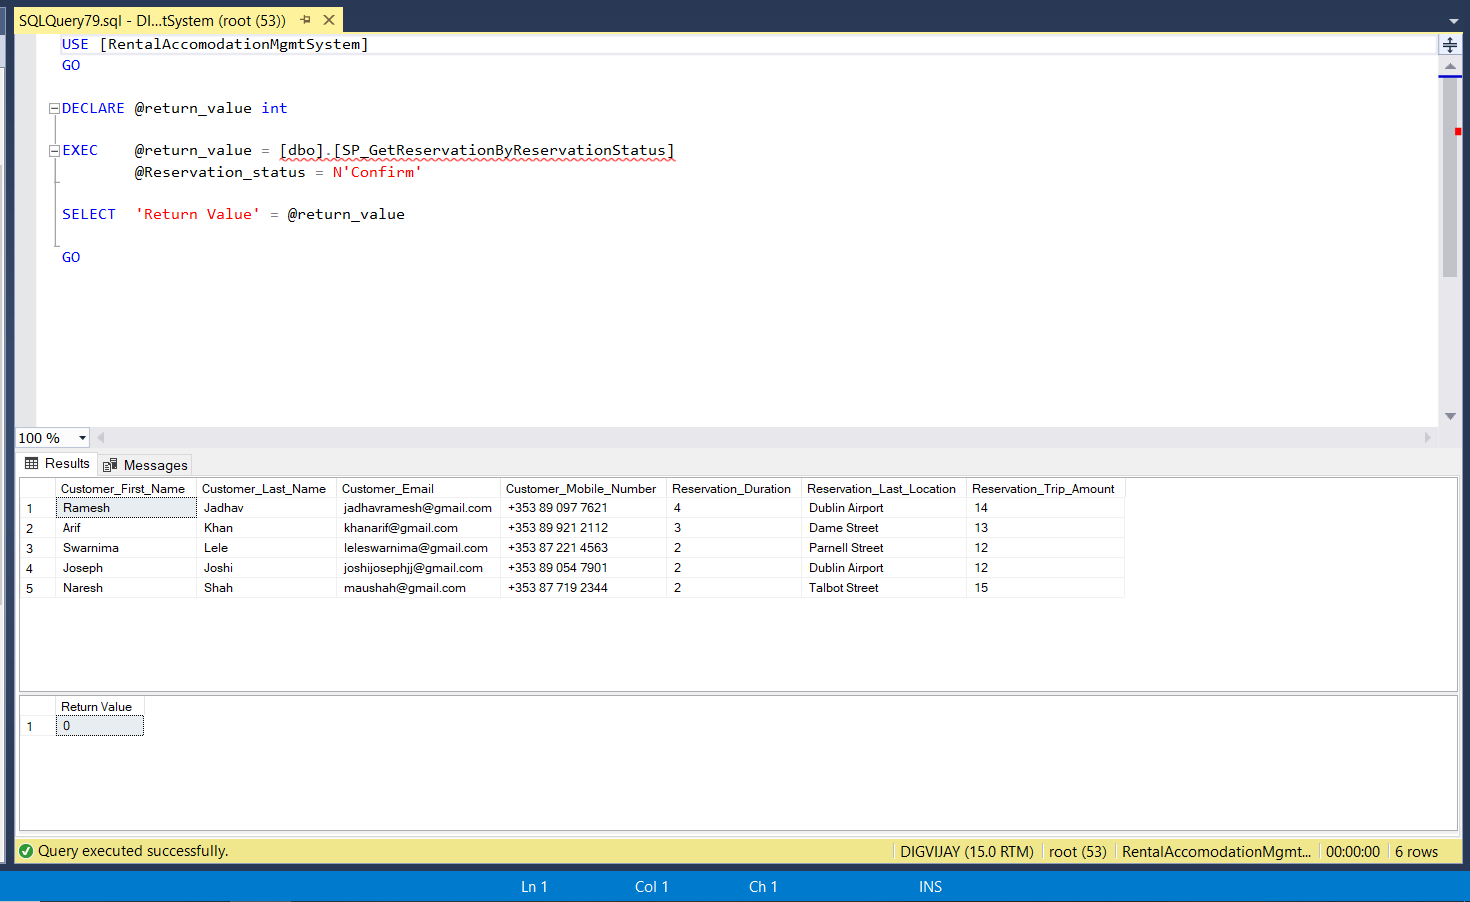 SQLQuery79.sql - DI...tSystem (root (53))
USE [RentalAccomodationMgmtSystem]
GO
DECLARE @return_value int
EXEC @return_value = [dbo].[SP_GetReservationByReservationStatus]
@Reservation_status = N'Confirm'
SELECT 'Return Value' = @return_value
GO
100 %
Results Messages
Customer_First_Name Customer_Last_Name Customer_Email Customer_Mobile_Number Reservation_Duration Reservation_Last_Location Reservation_Trip_Amount
1 Ramesh Jadhav jadhavramesh@gmail.com +353 89 097 7621 4 Dublin Airport 14
2 Arif Khan khanarif@gmail.com +353 89 921 2112 3 Dame Street 13
3 Swarnima Lele leleswarnima@gmail.com +353 87 221 4563 2 Parnell Street 12
4 Joseph Joshi joshijosephjj@gmail.com +353 89 054 7901 2 Dublin Airport 12
5 Naresh Shah maushah@gmail.com +353 87 719 2344 2 Talbot Street 15
Return Value
1 0
Query executed successfully. DIGVIJAY (15.0 RTM) root (53) RentalAccomodationMgmt... 00:00:00 6 rows
Ln 1 Col 1 Ch 1 INS